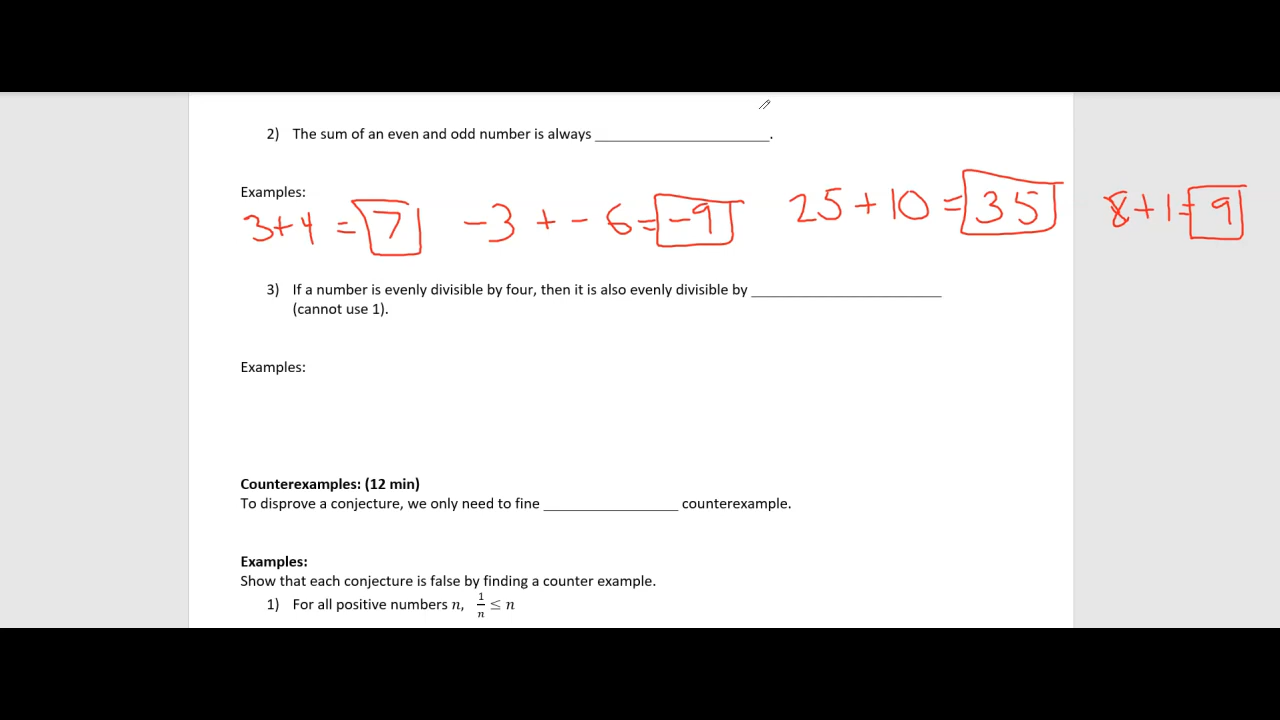 2) The sum of an even and odd number is always ______________________.
Examples:
3+4 = 7 -3 + -6 = -9 25+10 = 35 8+1= 9
3) If a number is evenly divisible by four, then it is also evenly divisible by ________________________
(cannot use 1).
Examples:
Counterexamples: (12 min)
To disprove a conjecture, we only need to fine _________________ counterexample.
Examples:
Show that each conjecture is false by finding a counter example.
1) For all positive numbers n, 1/n ≤ n